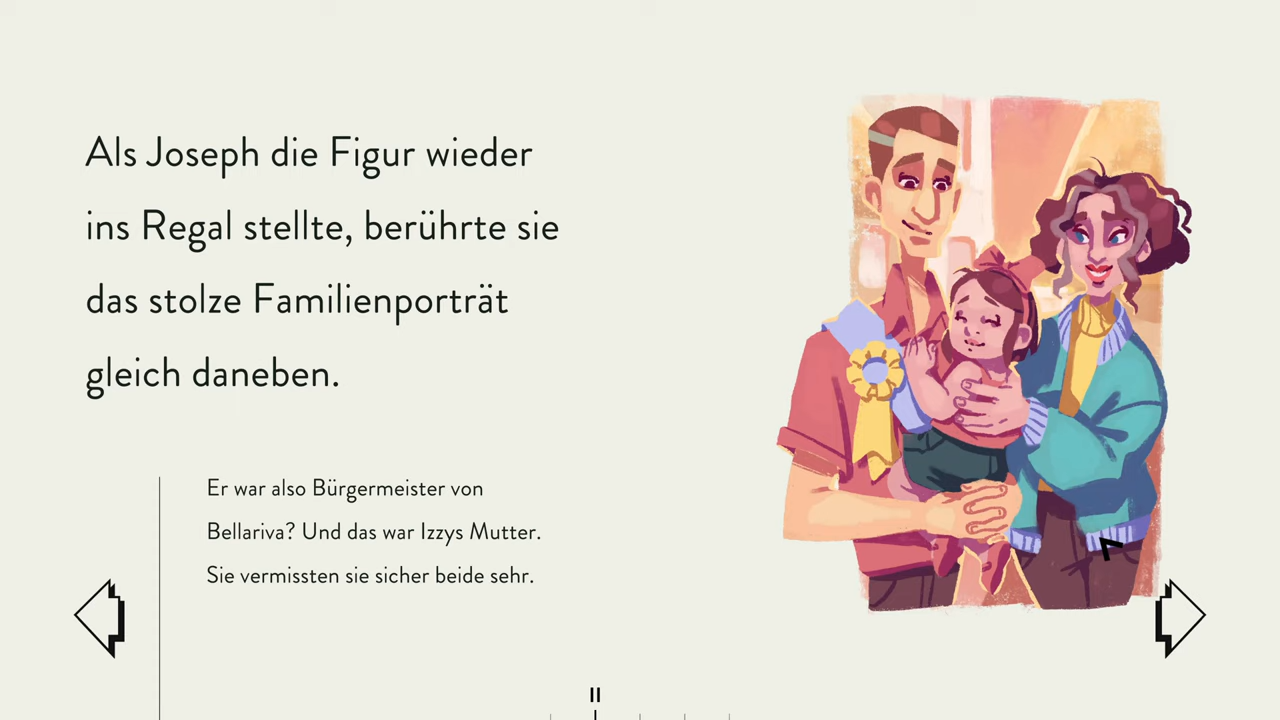 Als Joseph die Figur wieder
ins Regal stellte, berührte sie
das stolze Familienporträt
gleich daneben.
Er war also Bürgermeister von
Bellariva? Und das war Izzys Mutter.
Sie vermissten sie sicher beide sehr.
II